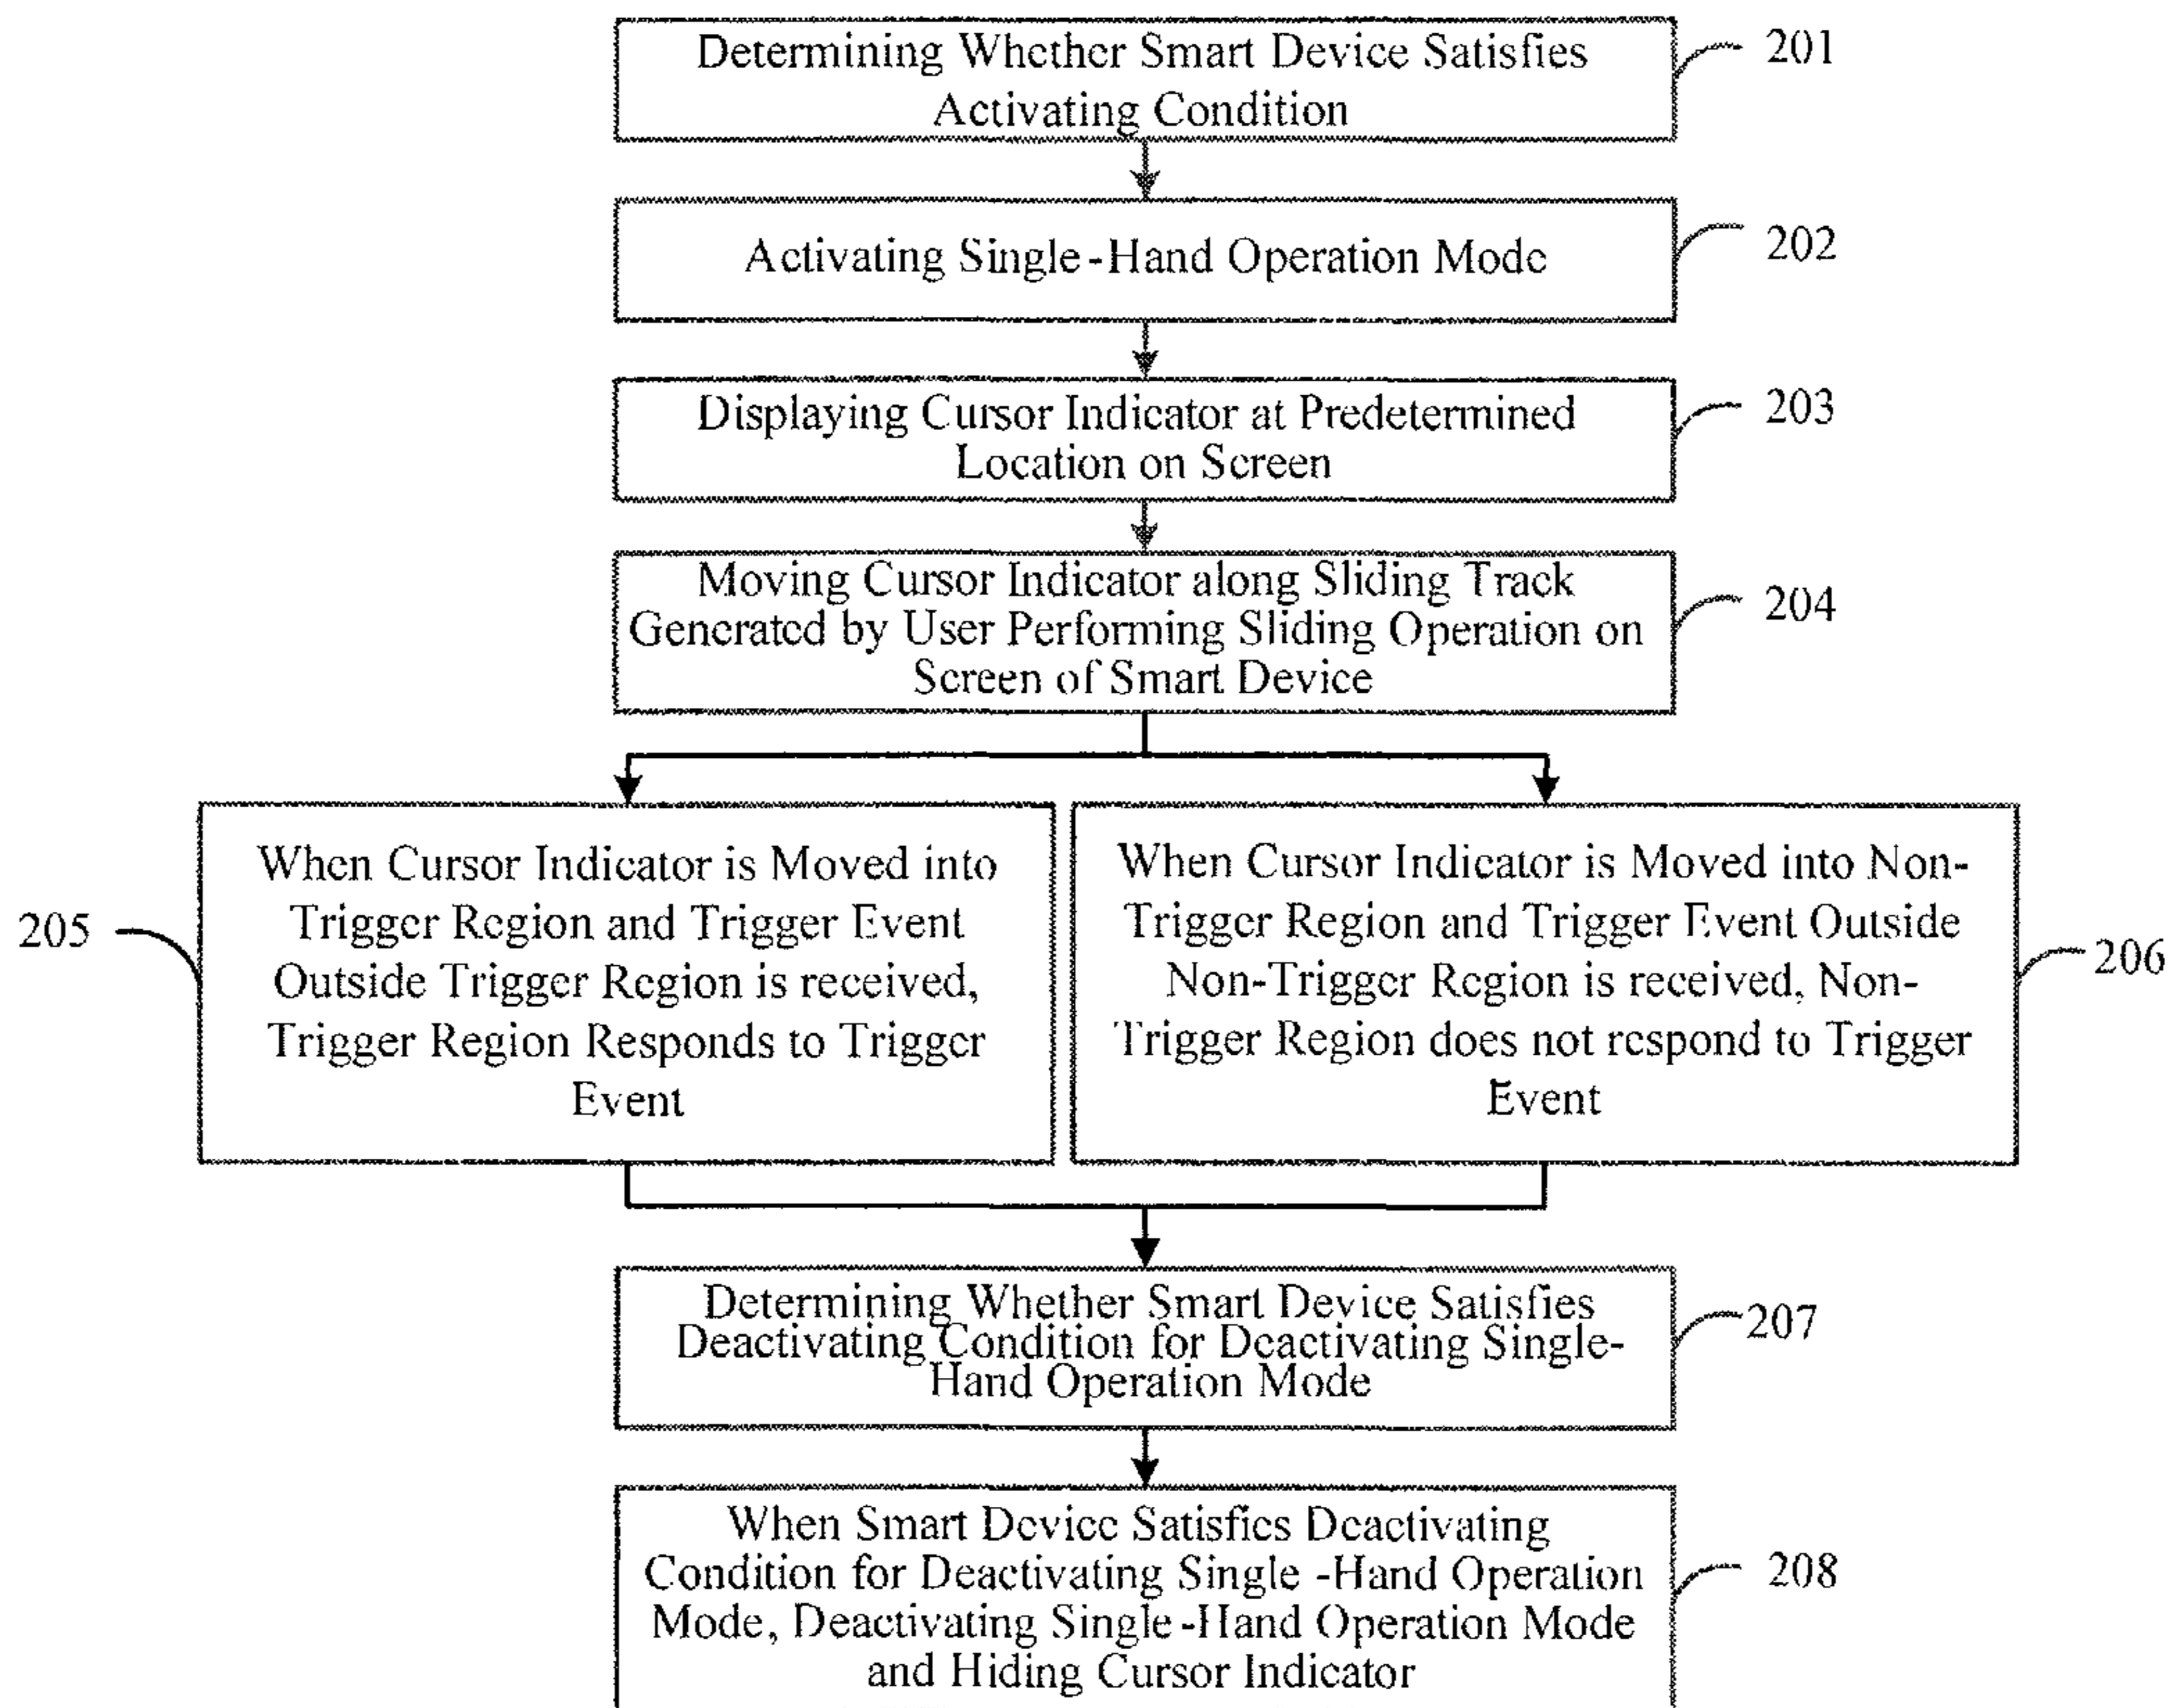 Determining Whether Smart Device Satisfies
Activating Condition
201
Activating Single-Hand Operation Mode
202
Displaying Cursor Indicator at Predetermined
Location on Screen
203
Moving Cursor Indicator along Sliding Track
Generated by User Performing Sliding Operation on
Screen of Smart Device
204
205
When Cursor Indicator is Moved into
Trigger Region and Trigger Event
Outside Trigger Region is received,
Trigger Region Responds to Trigger
Event
When Cursor Indicator is Moved into Non-
Trigger Region and Trigger Event Outside
Non-Trigger Region is received, Non-
Trigger Region does not respond to Trigger
Event
206
Determining Whether Smart Device Satisfies
Deactivating Condition for Deactivating Single-
Hand Operation Mode
207
When Smart Device Satisfies Deactivating
Condition for Deactivating Single -Hand Operation
Mode, Deactivating Single-Hand Operation Mode
and Hiding Cursor Indicator
208